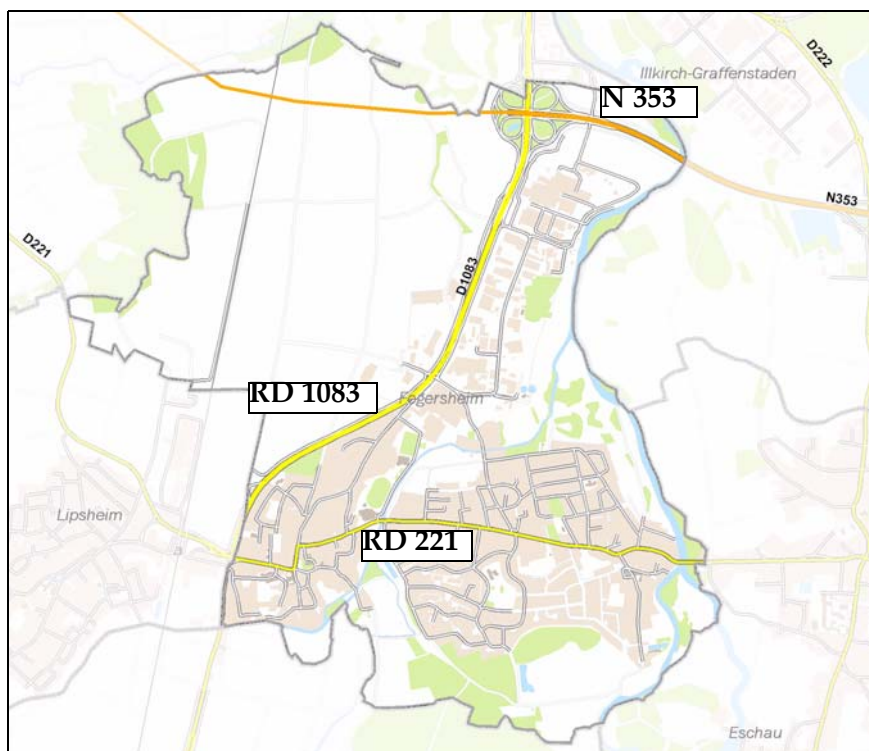 D222
Illkirch-Graffenstaden
N 353
N353
D221
D1083
RD 1083
Fegersheim
Lipsheim
RD 221
Eschau